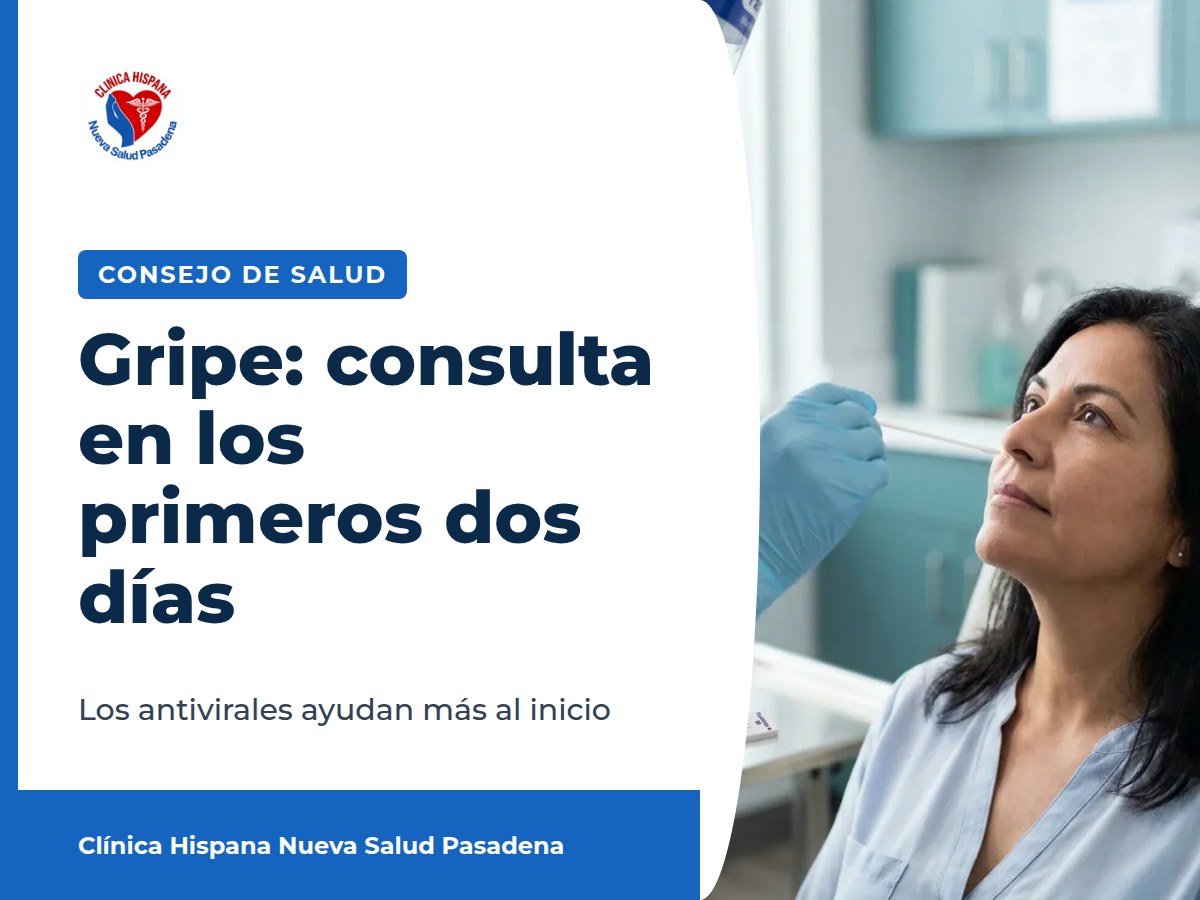 CLINICA HISPANA
Nueva Salud Pasadena
CONSEJO DE SALUD
Gripe: consulta
en los
primeros dos
días
Los antivirales ayudan más al inicio
Clínica Hispana Nueva Salud Pasadena